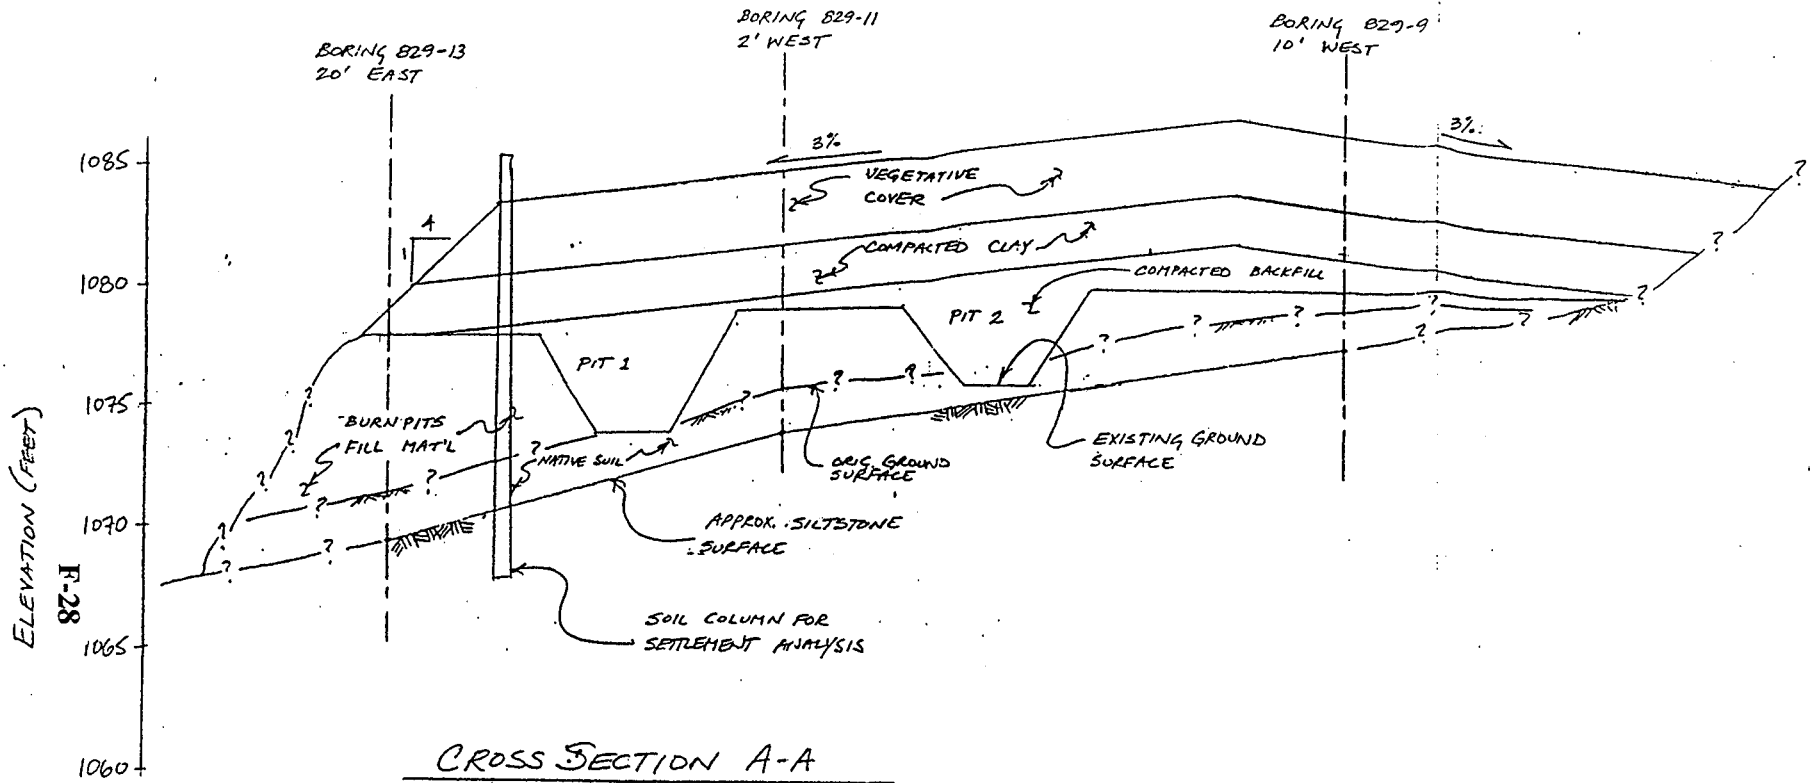 BORING 829-13
20' EAST
BORING 829-11
2' WEST
BORING 829-9
10' WEST
3%
3%
4
1
VEGETATIVE
COVER
COMPACTED CLAY
COMPACTED BACKFILL
PIT 2
PIT 1
BURN PITS
FILL MAT'L
NATIVE SOIL
ORIG. GROUND
SURFACE
EXISTING GROUND
SURFACE
APPROX. SILTSTONE
SURFACE
SOIL COLUMN FOR
SETTLEMENT ANALYSIS
1085
1080
1075
1070
1065
1060
ELEVATION (FEET)
F-28
? ? ? ? ? ? ? ? ? ? ? ? ? ? ? ? ? ? ? ? ? ?
CROSS SECTION A-A